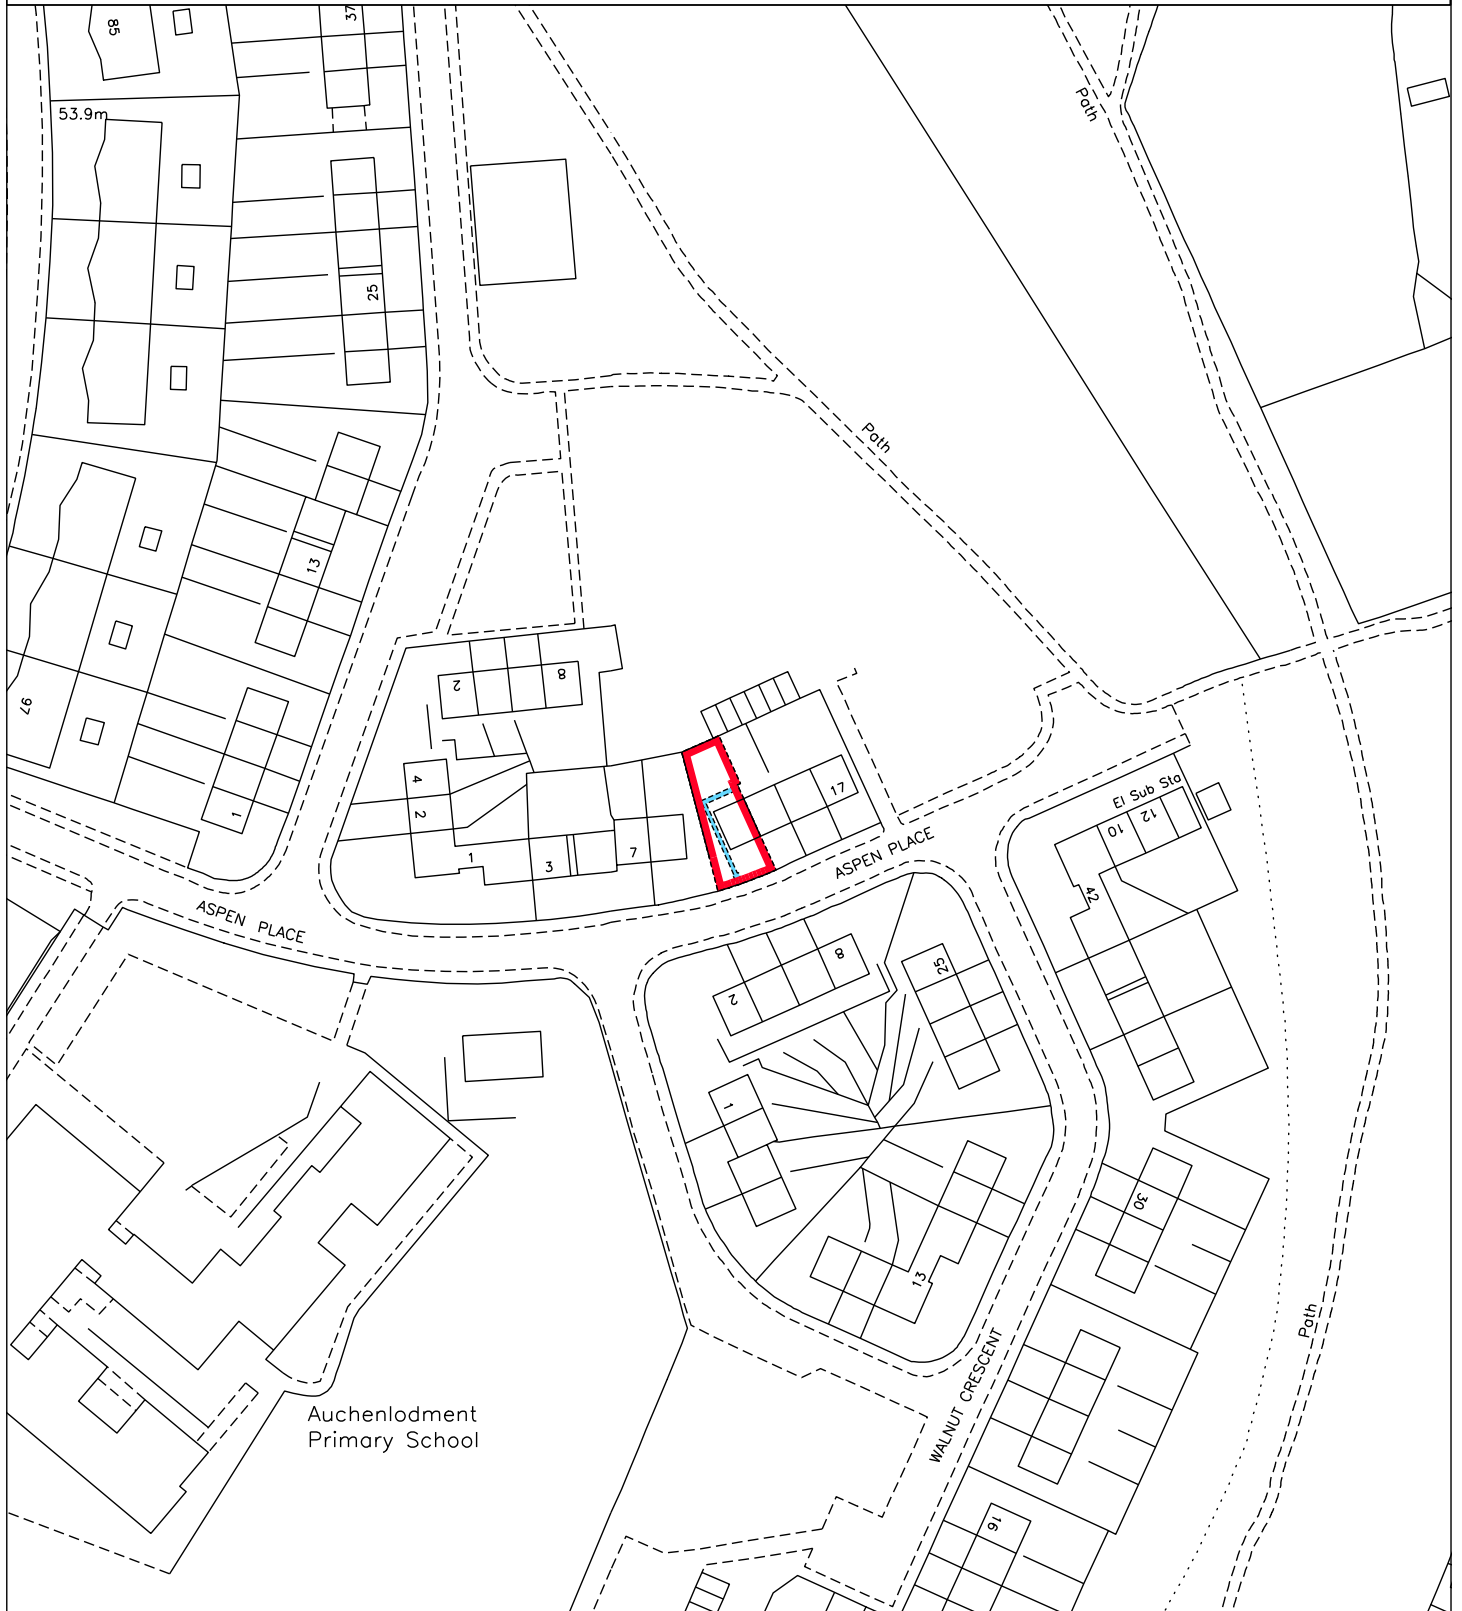 85
37
53.9m
Path
25
Path
13
97
1
2
8
4
2
1
3
7
17
El Sub Sta
10
12
42
ASPEN PLACE
ASPEN PLACE
2
8
25
1
13
30
Path
WALNUT CRESCENT
16
Auchenlodment
Primary School